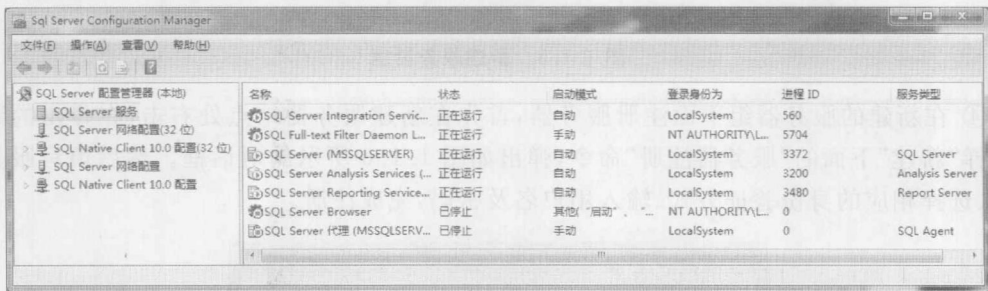 Sql Server Configuration Manager
文件(F) 操作(A) 查看(V) 帮助(H)
SQL Server 配置管理器 (本地)
SQL Server 服务
SQL Server 网络配置(32 位)
SQL Native Client 10.0 配置(32 位)
SQL Server 网络配置
SQL Native Client 10.0 配置
名称 状态 启动模式 登录身份为 进程 ID 服务类型
SQL Server Integration Servic... 正在运行 自动 LocalSystem 560
SQL Full-text Filter Daemon L... 正在运行 手动 NT AUTHORITY\L... 5704
SQL Server (MSSQLSERVER) 正在运行 自动 LocalSystem 3372 SQL Server
SQL Server Analysis Services (... 正在运行 自动 LocalSystem 3200 Analysis Server
SQL Server Reporting Service... 正在运行 自动 LocalSystem 3480 Report Server
SQL Server Browser 已停止 其他("启动"、"... NT AUTHORITY\L... 0
SQL Server 代理 (MSSQLSERV... 已停止 手动 LocalSystem 0 SQL Agent